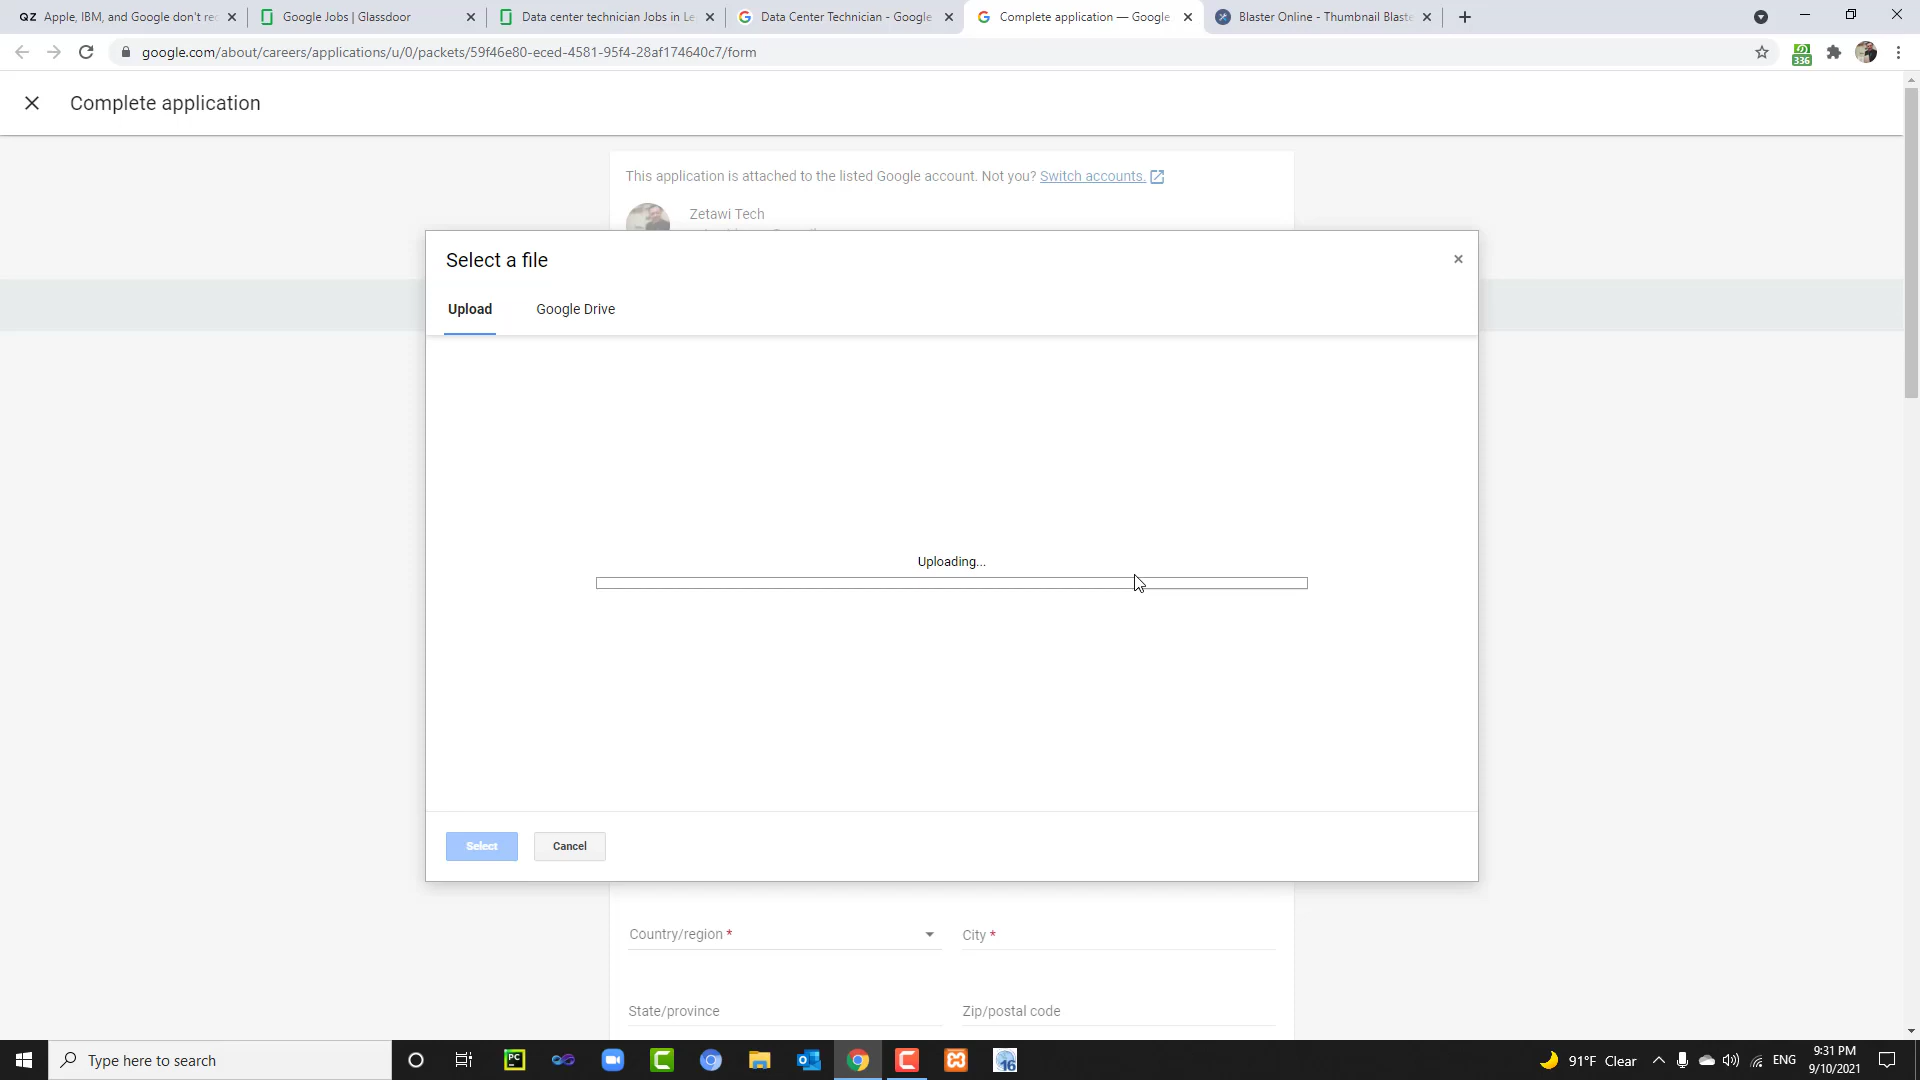 QZ Apple, IBM, and Google don't rec
Google Jobs | Glassdoor
Data center technician Jobs in Le
Data Center Technician - Google
Complete application — Google
Blaster Online - Thumbnail Blaste
google.com/about/careers/applications/u/0/packets/59f46e80-eced-4581-95f4-28af174640c7/form
336
Complete application
This application is attached to the listed Google account. Not you? Switch accounts.
Zetawi Tech
Select a file
Upload
Google Drive
Uploading...
Select
Cancel
Country/region *
City *
State/province
Zip/postal code
Type here to search
PC
16
91°F Clear
ENG
9:31 PM
9/10/2021